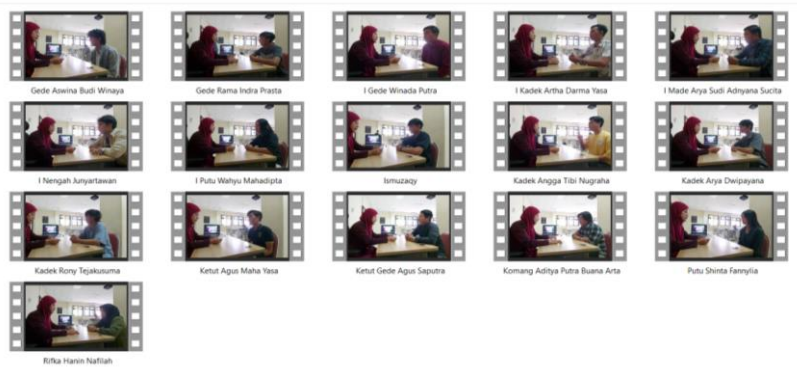 Gede Aswina Budi Winaya
Gede Rama Indra Prasta
I Gede Winada Putra
I Kadek Artha Darma Yasa
I Made Arya Sudi Adnyana Sucita
I Nengah Junyartawan
I Putu Wahyu Mahadipta
Ismuzaqy
Kadek Angga Tibi Nugraha
Kadek Arya Dwipayana
Kadek Rony Tejakusuma
Ketut Agus Maha Yasa
Ketut Gede Agus Saputra
Komang Aditya Putra Buana Arta
Putu Shinta Fannylia
Rifka Hanin Nafilah